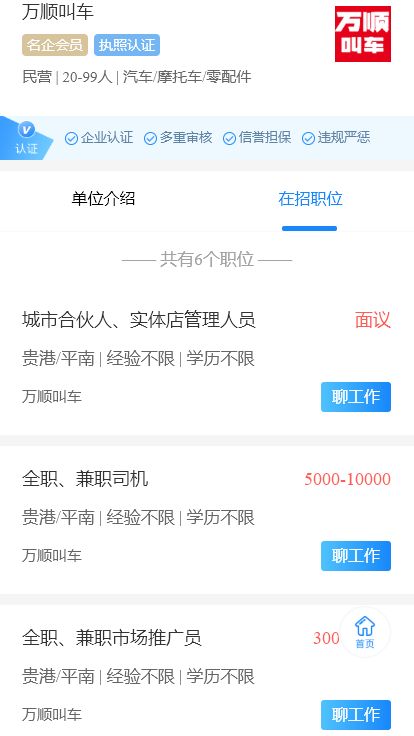 万顺叫车
万顺
叫车
名企会员 执照认证
民营 | 20-99人 | 汽车/摩托车/零配件
V
认证
企业认证 多重审核 信誉担保 违规严惩
单位介绍 在招职位
共有6个职位
城市合伙人、实体店管理人员 面议
贵港/平南 | 经验不限 | 学历不限
万顺叫车 聊工作
全职、兼职司机 5000-10000
贵港/平南 | 经验不限 | 学历不限
万顺叫车 聊工作
全职、兼职市场推广员 300
首页
贵港/平南 | 经验不限 | 学历不限
万顺叫车 聊工作